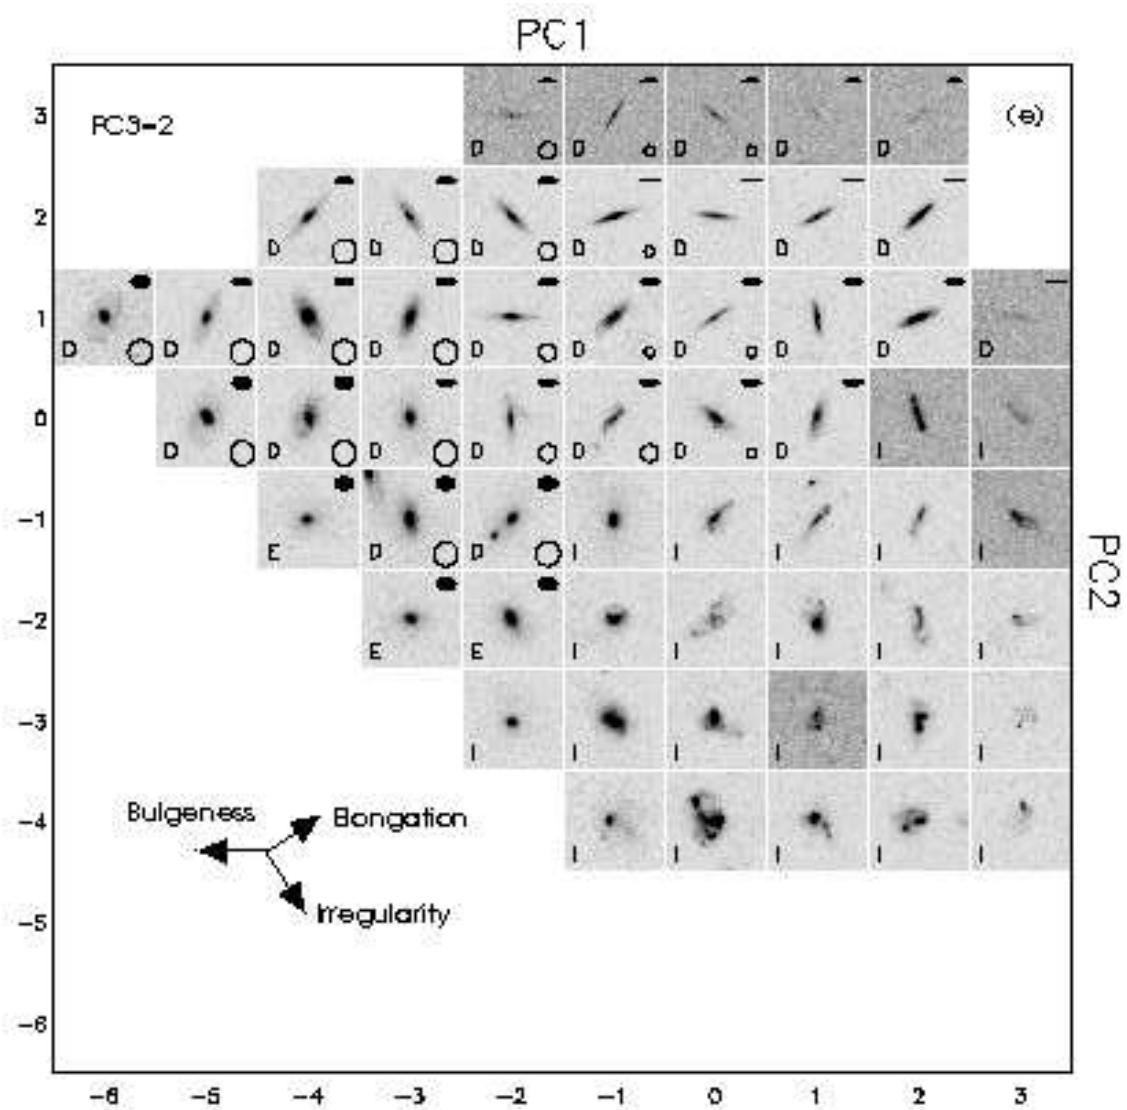 PC1
3
PC3-2
(e)
D D D D D
2
D D D D D D D
1
D D D D D D D D D D
0
D D D D D D D I I
-1
E D D I I I I I
-2
E E I I I I I
-3
I I I I I I
PC2
Bulgeness
Elongation
-4
I I I I I
Irregularity
-5
-6
-6 -5 -4 -3 -2 -1 0 1 2 3